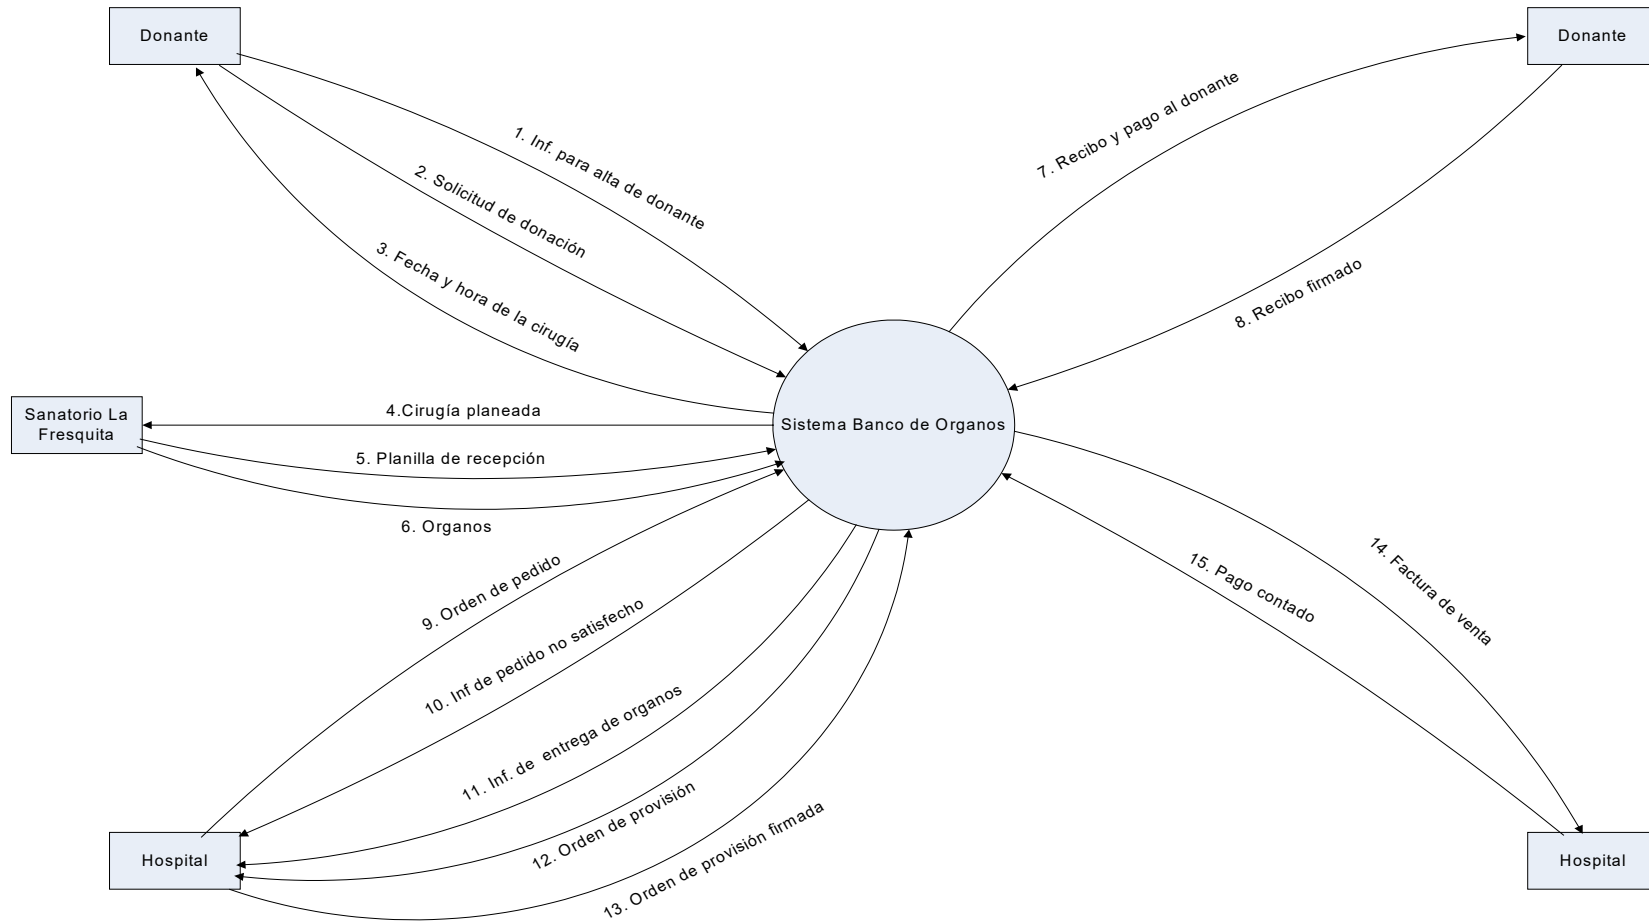 Donante
Donante
1. Inf. para alta de donante
2. Solicitud de donación
3. Fecha y hora de la cirugía
7. Recibo y pago al donante
8. Recibo firmado
Sanatorio La
Fresquita
4.Cirugía planeada
5. Planilla de recepción
6. Organos
Sistema Banco de Organos
9. Orden de pedido
10. Inf de pedido no satisfecho
11. Inf. de entrega de organos
12. Orden de provisión
13. Orden de provisión firmada
14. Factura de venta
15. Pago contado
Hospital
Hospital